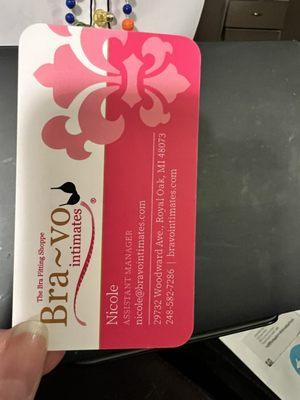 The Bra Fitting Shoppe
Bra~vo
intimates®
Nicole
ASSISTANT MANAGER
nicole@bravointimates.com
29732 Woodward Ave., Royal Oak, MI 48073
248-582-7286 | bravointimates.com